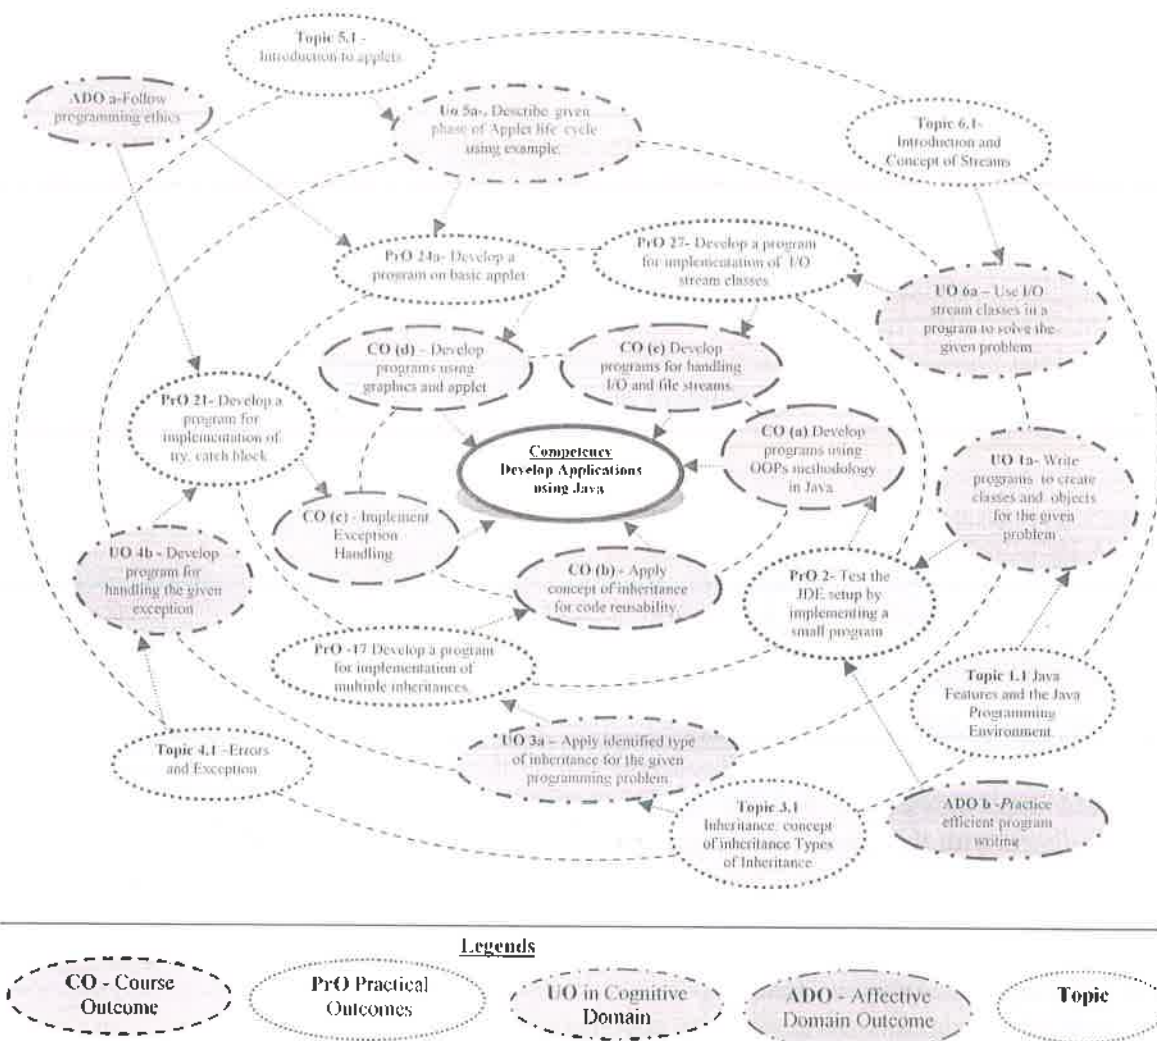 Topic 5.1 -
Introduction to applets
ADO a-Follow
programming ethics
Uo 5a-. Describe given
phase of Applet life cycle
using example.
Topic 6.1-
Introduction and
Concept of Streams
PrO 24a- Develop a
program on basic applet
PrO 27- Develop a program
for implementation of I/O
stream classes.
UO 6a – Use I/O
stream classes in a
program to solve the
given problem
CO (d) – Develop
programs using
graphics and applet
CO (e) Develop
programs for handling
I/O and file streams.
PrO 21- Develop a
program for
implementation of
try, catch block
Competency
Develop Applications
using Java
CO (a) Develop
programs using
OOPs methodology
in Java.
UO 1a- Write
programs to create
classes and objects
for the given
problem .
CO (c) - Implement
Exception
Handling
UO 4b - Develop
program for
handling the given
exception
CO (b) - Apply
concept of inheritance
for code reusability.
PrO 2- Test the
JDE setup by
implementing a
small program
PrO -17 Develop a program
for implementation of
multiple inheritances.
Topic 1.1 Java
Features and the Java
Programming
Environment
Topic 4.1 -Errors
and Exception
UO 3a – Apply identified type
of inheritance for the given
programming problem.
Topic 3.1
Inheritance: concept
of inheritance Types
of Inheritance
ADO b -Practice
efficient program
writing
Legends
CO - Course
Outcome
PrO Practical
Outcomes
UO in Cognitive
Domain
ADO - Affective
Domain Outcome
Topic